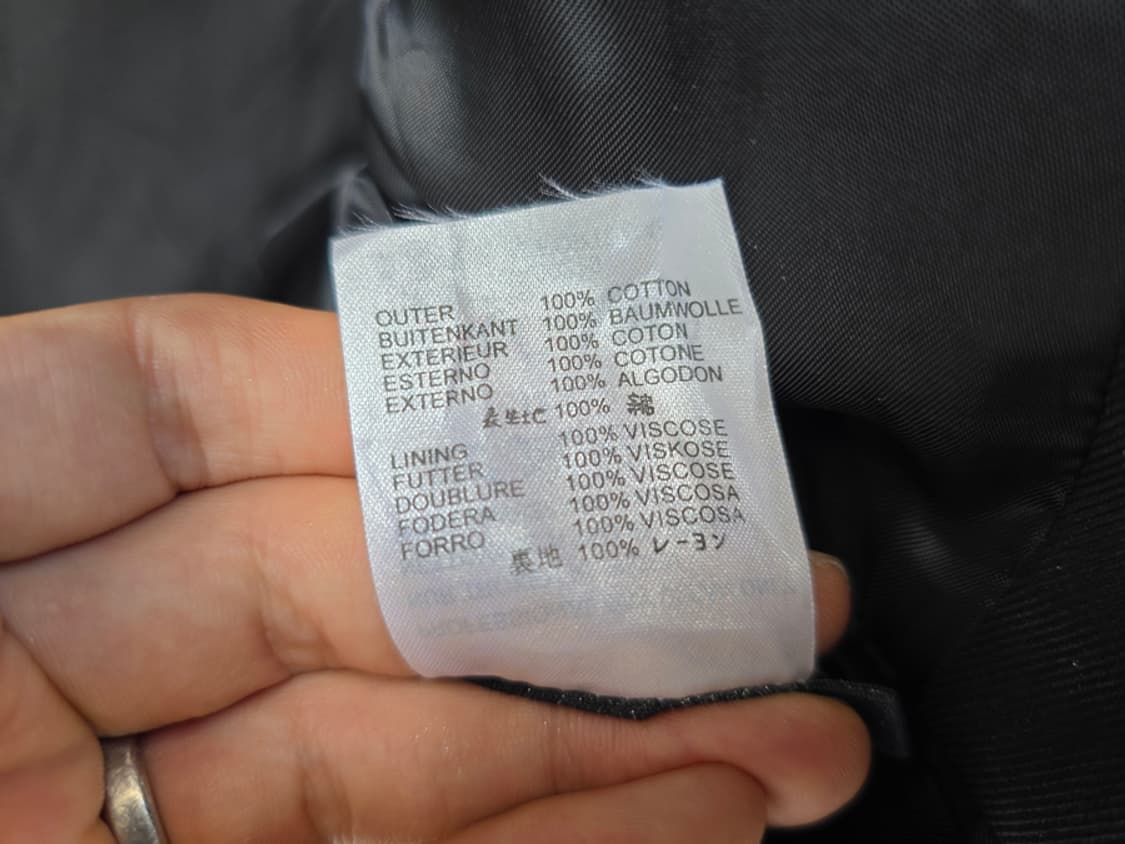 OUTER 100% COTTON
BUITENKANT 100% BAUMWOLLE
EXTERIEUR 100% COTON
ESTERNO 100% COTONE
EXTERNO 100% ALGODON
100% 綿
LINING 100% VISCOSE
FUTTER 100% VISKOSE
DOUBLURE 100% VISCOSE
FODERA 100% VISCOSA
FORRO 100% VISCOSA
裏地 100% レーヨン